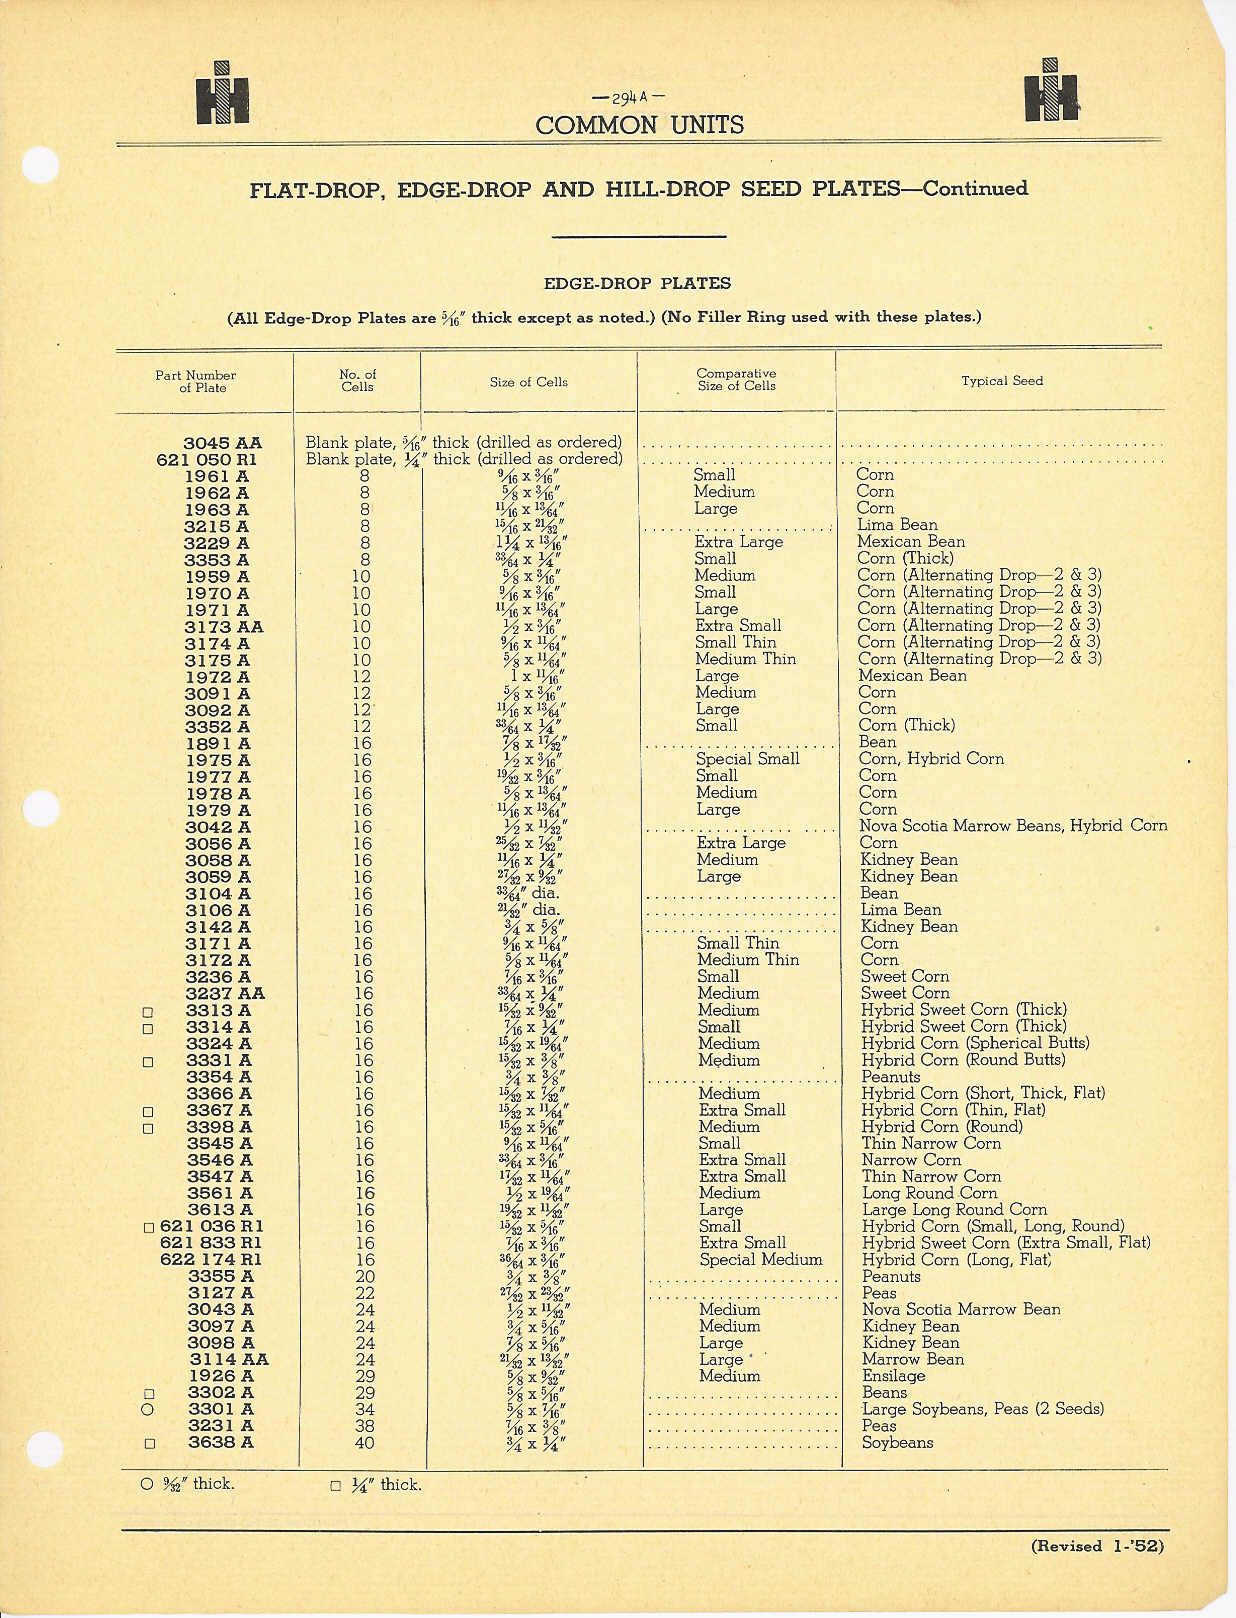 IH
IH
—294A—
COMMON UNITS
FLAT-DROP, EDGE-DROP AND HILL-DROP SEED PLATES—Continued
EDGE-DROP PLATES
(All Edge-Drop Plates are 5/16″ thick except as noted.) (No Filler Ring used with these plates.)
Part Number of Plate | No. of Cells | Size of Cells | Comparative Size of Cells | Typical Seed
3045 AA Blank plate, 5/16″ thick (drilled as ordered)
621 050 R1 Blank plate, 1/4″ thick (drilled as ordered)
1961 A 8 9/16 x 3/16″ Small Corn
1962 A 8 5/8 x 3/16″ Medium Corn
1963 A 8 11/16 x 13/64″ Large Corn
3215 A 8 15/16 x 21/32″ Lima Bean
3229 A 8 1 1/4 x 13/16″ Extra Large Mexican Bean
3353 A 8 33/64 x 1/4″ Small Corn (Thick)
1959 A 10 5/8 x 3/16″ Medium Corn (Alternating Drop—2 & 3)
1970 A 10 9/16 x 3/16″ Small Corn (Alternating Drop—2 & 3)
1971 A 10 11/16 x 13/64″ Large Corn (Alternating Drop—2 & 3)
3173 AA 10 1/2 x 3/16″ Extra Small Corn (Alternating Drop—2 & 3)
3174 A 10 9/16 x 11/64″ Small Thin Corn (Alternating Drop—2 & 3)
3175 A 10 5/8 x 11/64″ Medium Thin Corn (Alternating Drop—2 & 3)
1972 A 12 1 x 11/16″ Large Mexican Bean
3091 A 12 5/8 x 3/16″ Medium Corn
3092 A 12 11/16 x 13/64″ Large Corn
3352 A 12 33/64 x 1/4″ Small Corn (Thick)
1891 A 16 7/8 x 17/32″ Bean
1975 A 16 1/2 x 3/16″ Special Small Corn, Hybrid Corn
1977 A 16 19/32 x 3/16″ Small Corn
1978 A 16 5/8 x 13/64″ Medium Corn
1979 A 16 11/16 x 13/64″ Large Corn
3042 A 16 1/2 x 11/32″ Nova Scotia Marrow Beans, Hybrid Corn
3056 A 16 25/32 x 7/32″ Extra Large Corn
3058 A 16 11/16 x 1/4″ Medium Kidney Bean
3059 A 16 27/32 x 9/32″ Large Kidney Bean
3104 A 16 33/64″ dia. Bean
3106 A 16 21/32″ dia. Lima Bean
3142 A 16 3/4 x 5/8″ Kidney Bean
3171 A 16 9/16 x 11/64″ Small Thin Corn
3172 A 16 5/8 x 11/64″ Medium Thin Corn
3236 A 16 7/16 x 3/16″ Small Sweet Corn
3237 AA 16 33/64 x 1/4″ Medium Sweet Corn
□ 3313 A 16 15/32 x 9/32″ Medium Hybrid Sweet Corn (Thick)
□ 3314 A 16 7/16 x 1/4″ Small Hybrid Sweet Corn (Thick)
3324 A 16 15/32 x 19/64″ Medium Hybrid Corn (Spherical Butts)
□ 3331 A 16 15/32 x 3/8″ Medium Hybrid Corn (Round Butts)
3354 A 16 3/4 x 3/8″ Peanuts
3366 A 16 15/32 x 7/32″ Medium Hybrid Corn (Short, Thick, Flat)
□ 3367 A 16 15/32 x 11/64″ Extra Small Hybrid Corn (Thin, Flat)
□ 3398 A 16 15/32 x 5/16″ Medium Hybrid Corn (Round)
3545 A 16 9/16 x 11/64″ Small Thin Narrow Corn
3546 A 16 33/64 x 3/16″ Extra Small Narrow Corn
3547 A 16 17/32 x 11/64″ Extra Small Thin Narrow Corn
3561 A 16 1/2 x 19/64″ Medium Long Round Corn
3613 A 16 19/32 x 11/32″ Large Large Long Round Corn
□ 621 036 R1 16 15/32 x 5/16″ Small Hybrid Corn (Small, Long, Round)
621 833 R1 16 7/16 x 3/16″ Extra Small Hybrid Sweet Corn (Extra Small, Flat)
622 174 R1 16 36/64 x 3/16″ Special Medium Hybrid Corn (Long, Flat)
3355 A 20 3/4 x 3/8″ Peanuts
3127 A 22 27/32 x 23/32″ Peas
3043 A 24 1/2 x 11/32″ Medium Nova Scotia Marrow Bean
3097 A 24 3/4 x 5/16″ Medium Kidney Bean
3098 A 24 7/8 x 5/16″ Large Kidney Bean
3114 AA 24 21/32 x 13/32″ Large Marrow Bean
1926 A 29 5/8 x 9/32″ Medium Ensilage
□ 3302 A 29 5/8 x 5/16″ Beans
○ 3301 A 34 5/8 x 7/16″ Large Soybeans, Peas (2 Seeds)
3231 A 38 7/16 x 3/8″ Peas
□ 3638 A 40 3/4 x 1/4″ Soybeans
○ 9/32″ thick. □ 1/4″ thick.
(Revised 1-'52)